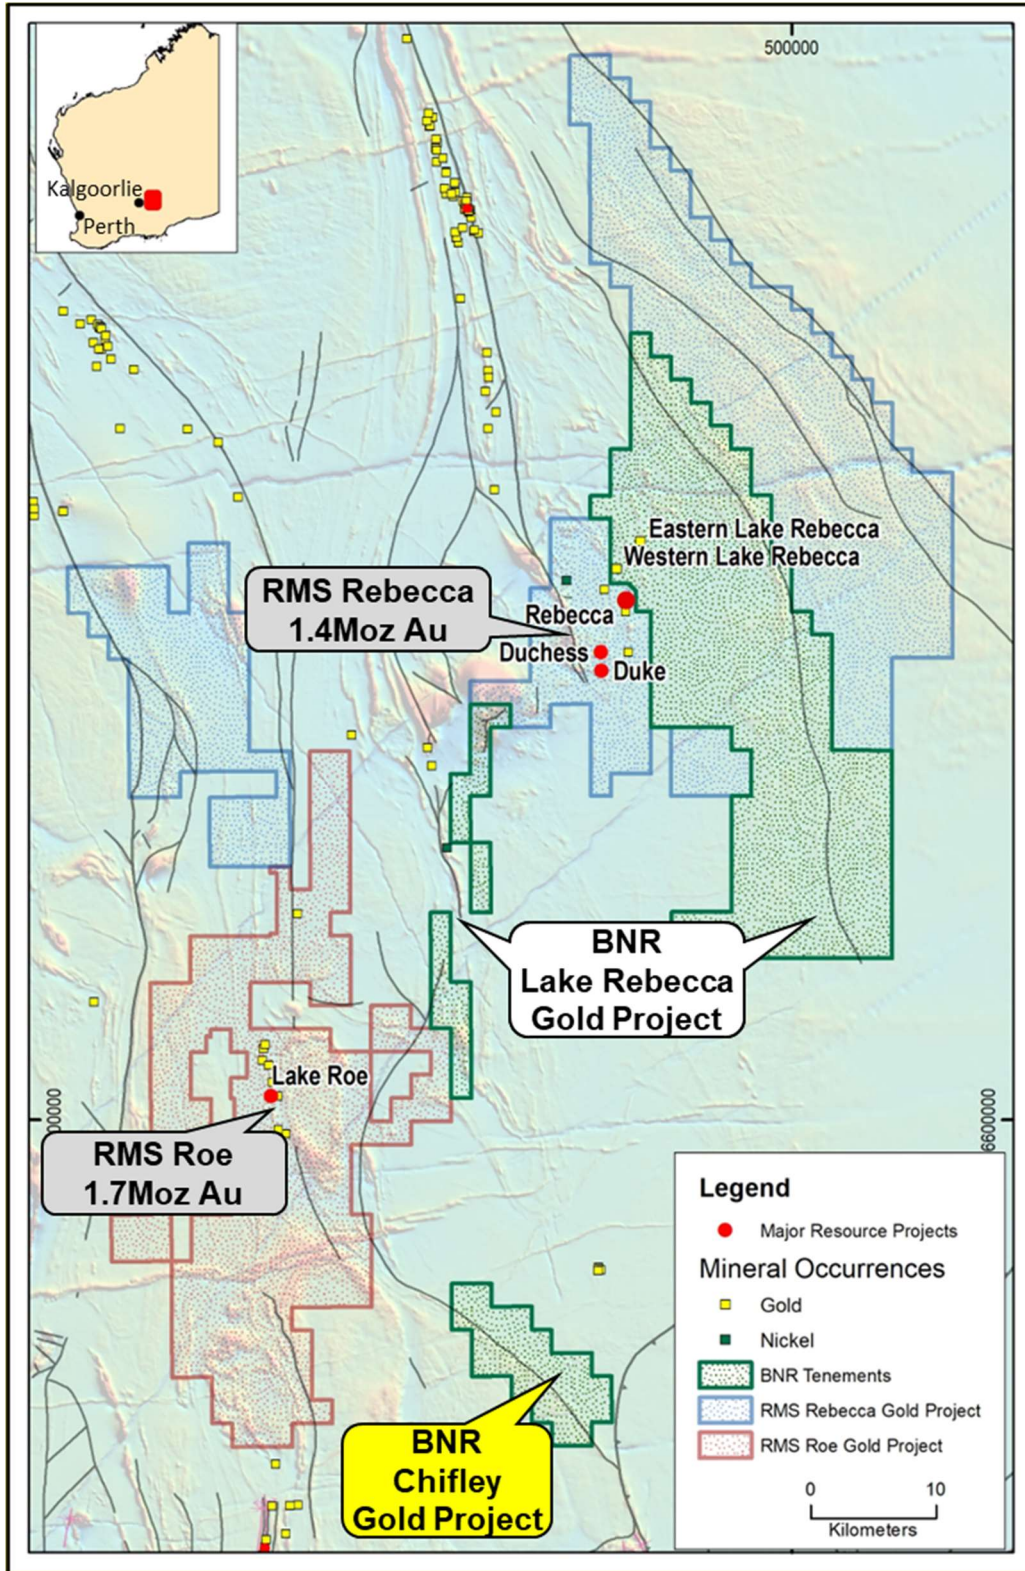 500000
Kalgoorlie
Perth
Eastern Lake Rebecca
Western Lake Rebecca
RMS Rebecca
1.4Moz Au
Rebecca
Duchess
Duke
BNR
Lake Rebecca
Gold Project
Lake Roe
RMS Roe
1.7Moz Au
6600000
BNR
Chifley
Gold Project
Legend
Major Resource Projects
Mineral Occurrences
Gold
Nickel
BNR Tenements
RMS Rebecca Gold Project
RMS Roe Gold Project
0 10
Kilometers